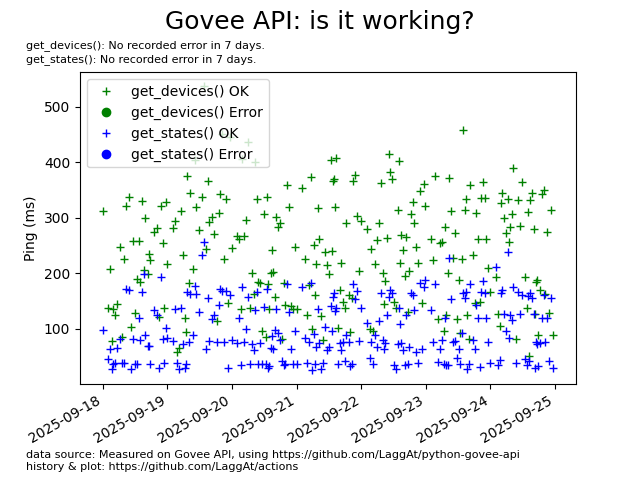 Govee API: is it working?
get_devices(): No recorded error in 7 days.
get_states(): No recorded error in 7 days.
get_devices() OK
get_devices() Error
get_states() OK
get_states() Error
500
400
300
200
100
Ping (ms)
2025-09-18
2025-09-19
2025-09-20
2025-09-21
2025-09-22
2025-09-23
2025-09-24
2025-09-25
data source: Measured on Govee API, using https://github.com/LaggAt/python-govee-api
history & plot: https://github.com/LaggAt/actions